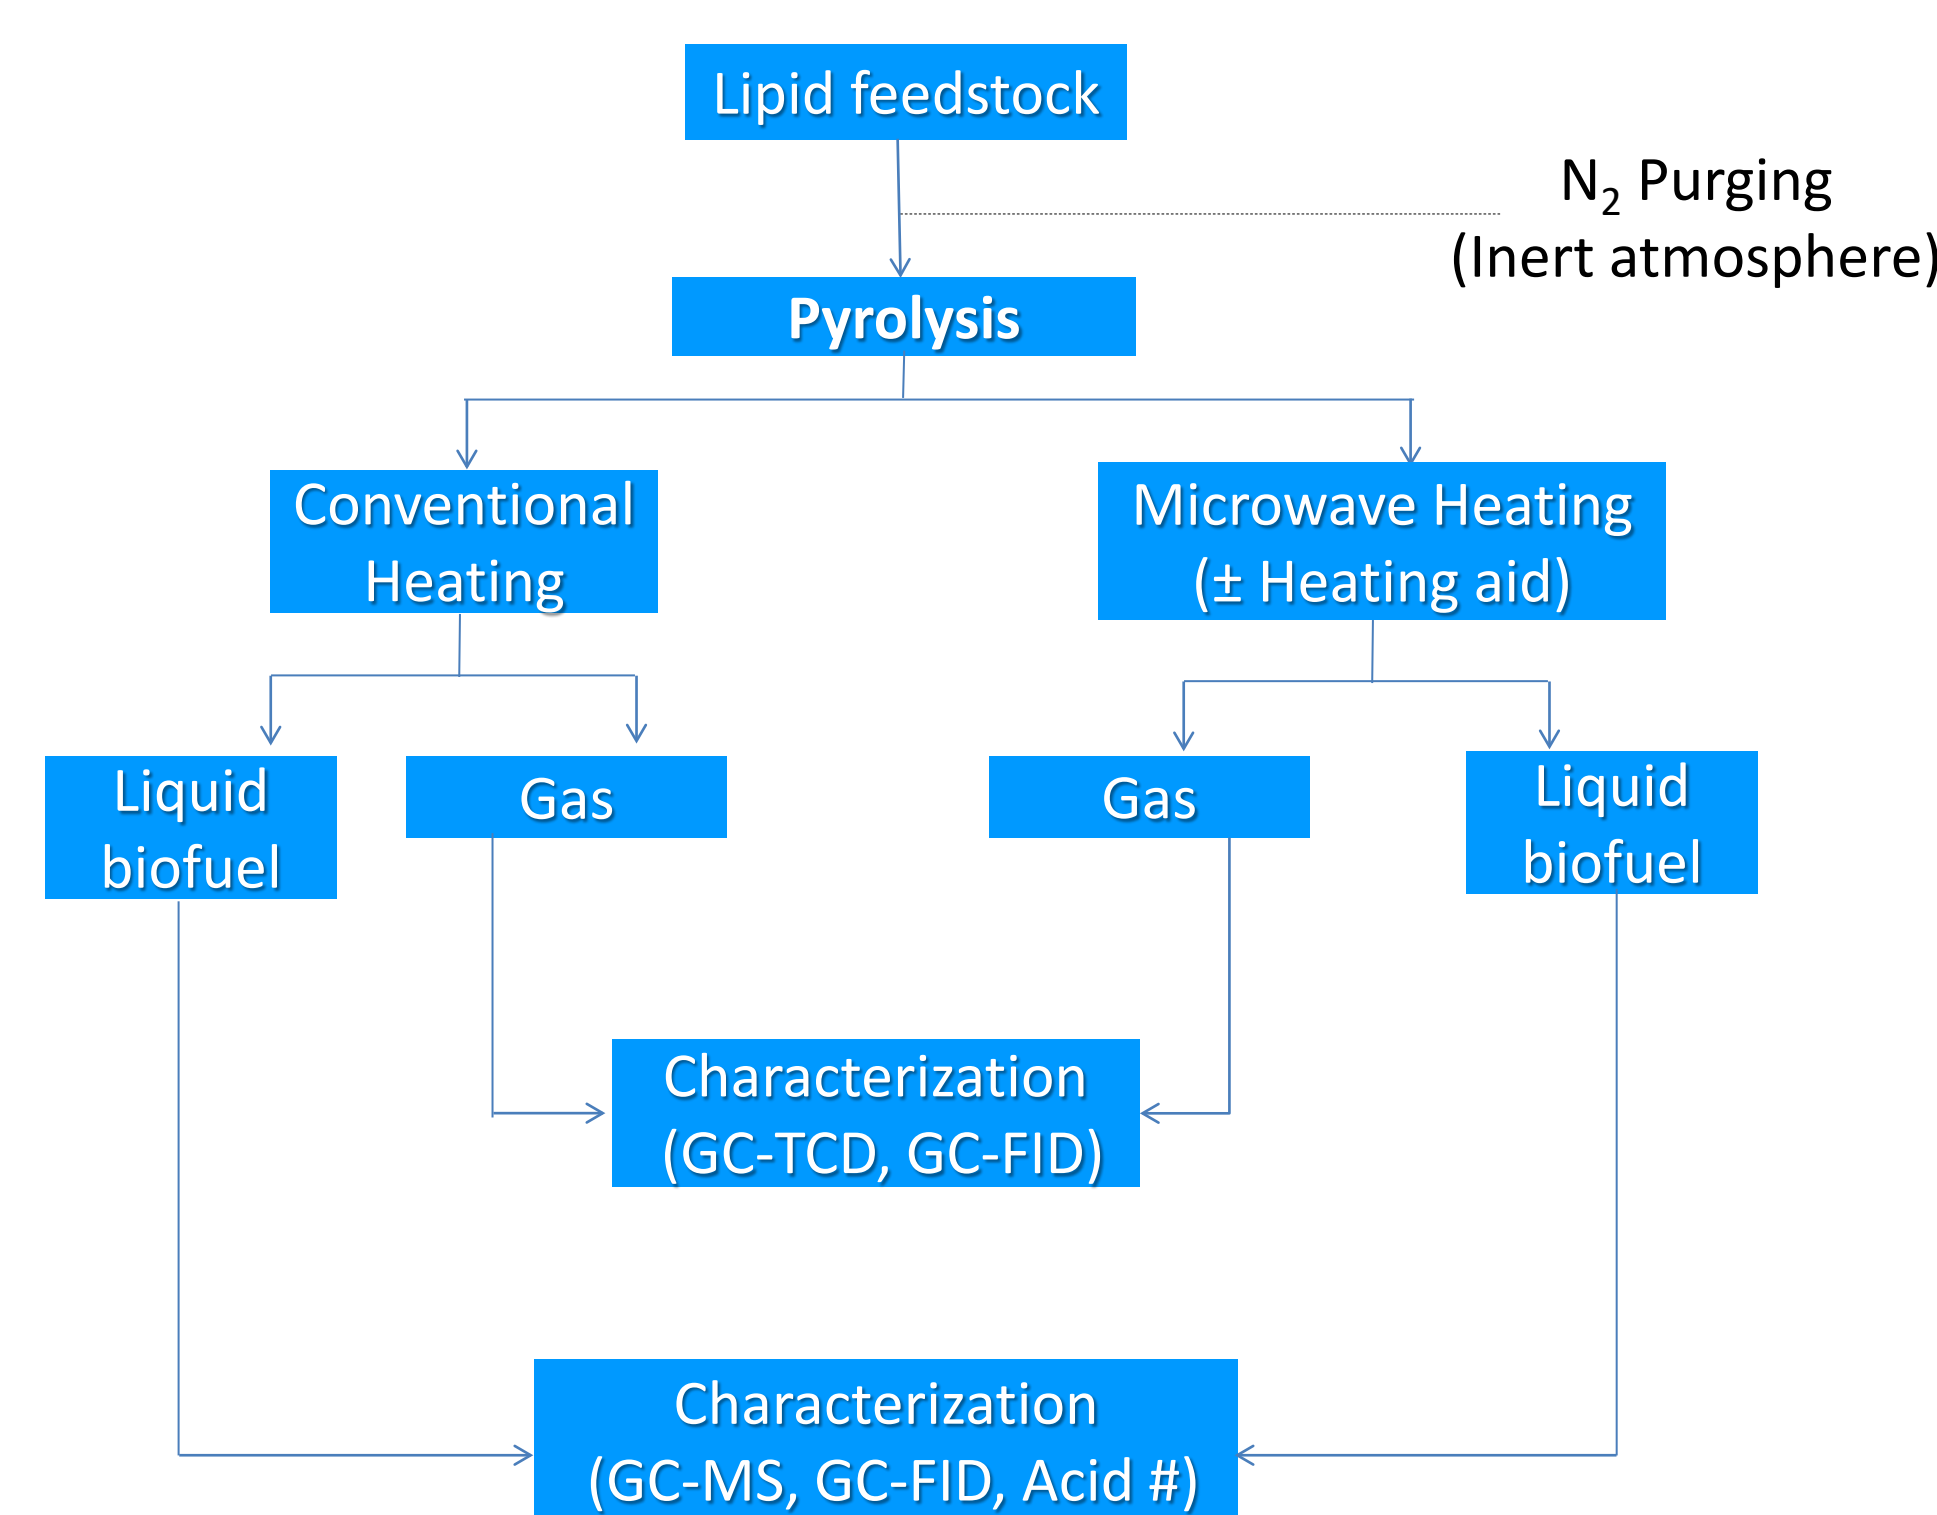 Lipid feedstock
N₂ Purging
(Inert atmosphere)
Pyrolysis
Conventional
Heating
Microwave Heating
(± Heating aid)
Liquid
biofuel
Gas
Gas
Liquid
biofuel
Characterization
(GC-TCD, GC-FID)
Characterization
(GC-MS, GC-FID, Acid #)